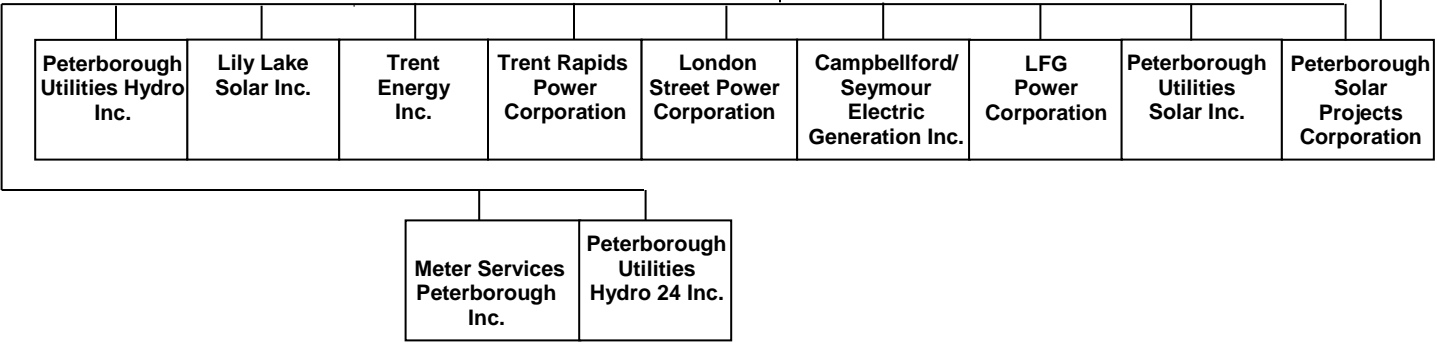 Peterborough
Utilities Hydro
Inc.
Lily Lake
Solar Inc.
Trent
Energy
Inc.
Trent Rapids
Power
Corporation
London
Street Power
Corporation
Campbellford/
Seymour
Electric
Generation Inc.
LFG
Power
Corporation
Peterborough
Utilities
Solar Inc.
Peterborough
Solar
Projects
Corporation
Meter Services
Peterborough
Inc.
Peterborough
Utilities
Hydro 24 Inc.